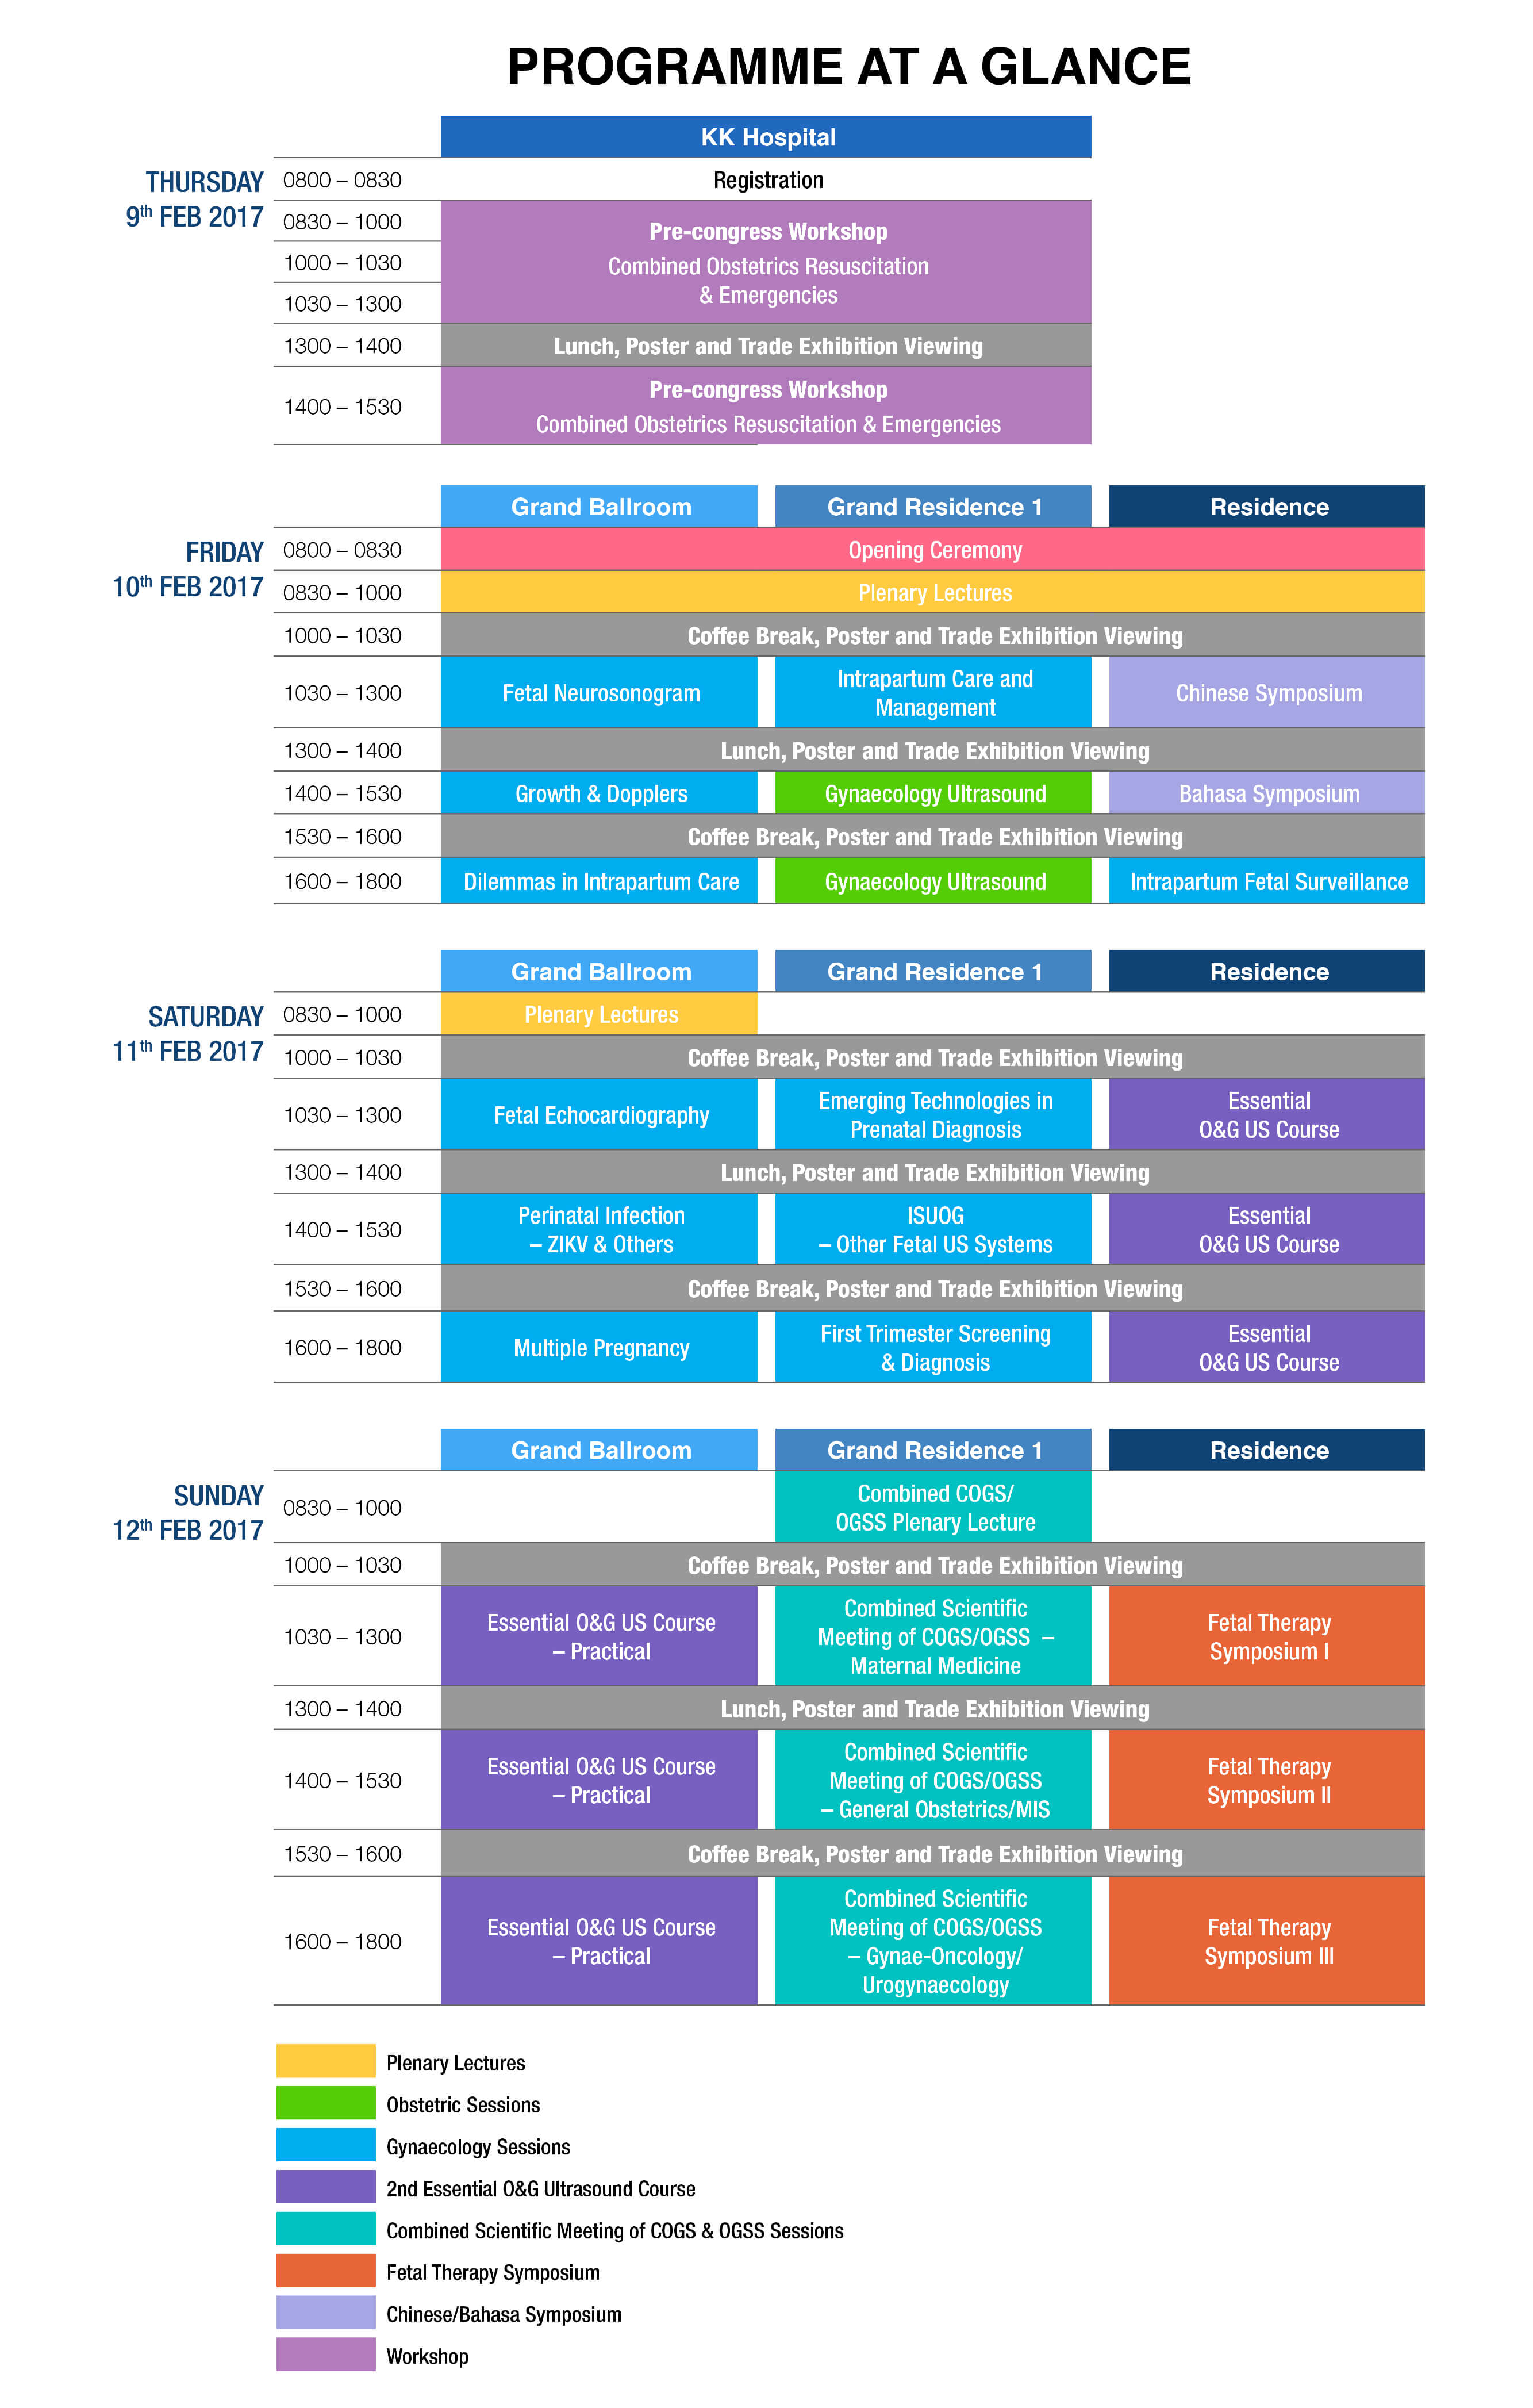 PROGRAMME AT A GLANCE
KK Hospital
THURSDAY
9th FEB 2017
0800 – 0830
Registration
0830 – 1000
1000 – 1030
1030 – 1300
Pre-congress Workshop
Combined Obstetrics Resuscitation
& Emergencies
1300 – 1400
Lunch, Poster and Trade Exhibition Viewing
1400 – 1530
Pre-congress Workshop
Combined Obstetrics Resuscitation & Emergencies
Grand Ballroom
Grand Residence 1
Residence
FRIDAY
10th FEB 2017
0800 – 0830
Opening Ceremony
0830 – 1000
Plenary Lectures
1000 – 1030
Coffee Break, Poster and Trade Exhibition Viewing
1030 – 1300
Fetal Neurosonogram
Intrapartum Care and
Management
Chinese Symposium
1300 – 1400
Lunch, Poster and Trade Exhibition Viewing
1400 – 1530
Growth & Dopplers
Gynaecology Ultrasound
Bahasa Symposium
1530 – 1600
Coffee Break, Poster and Trade Exhibition Viewing
1600 – 1800
Dilemmas in Intrapartum Care
Gynaecology Ultrasound
Intrapartum Fetal Surveillance
Grand Ballroom
Grand Residence 1
Residence
SATURDAY
11th FEB 2017
0830 – 1000
Plenary Lectures
1000 – 1030
Coffee Break, Poster and Trade Exhibition Viewing
1030 – 1300
Fetal Echocardiography
Emerging Technologies in
Prenatal Diagnosis
Essential
O&G US Course
1300 – 1400
Lunch, Poster and Trade Exhibition Viewing
1400 – 1530
Perinatal Infection
– ZIKV & Others
ISUOG
– Other Fetal US Systems
Essential
O&G US Course
1530 – 1600
Coffee Break, Poster and Trade Exhibition Viewing
1600 – 1800
Multiple Pregnancy
First Trimester Screening
& Diagnosis
Essential
O&G US Course
Grand Ballroom
Grand Residence 1
Residence
SUNDAY
12th FEB 2017
0830 – 1000
Combined COGS/
OGSS Plenary Lecture
1000 – 1030
Coffee Break, Poster and Trade Exhibition Viewing
1030 – 1300
Essential O&G US Course
– Practical
Combined Scientific
Meeting of COGS/OGSS –
Maternal Medicine
Fetal Therapy
Symposium I
1300 – 1400
Lunch, Poster and Trade Exhibition Viewing
1400 – 1530
Essential O&G US Course
– Practical
Combined Scientific
Meeting of COGS/OGSS
– General Obstetrics/MIS
Fetal Therapy
Symposium II
1530 – 1600
Coffee Break, Poster and Trade Exhibition Viewing
1600 – 1800
Essential O&G US Course
– Practical
Combined Scientific
Meeting of COGS/OGSS
– Gynae-Oncology/
Urogynaecology
Fetal Therapy
Symposium III
Plenary Lectures
Obstetric Sessions
Gynaecology Sessions
2nd Essential O&G Ultrasound Course
Combined Scientific Meeting of COGS & OGSS Sessions
Fetal Therapy Symposium
Chinese/Bahasa Symposium
Workshop